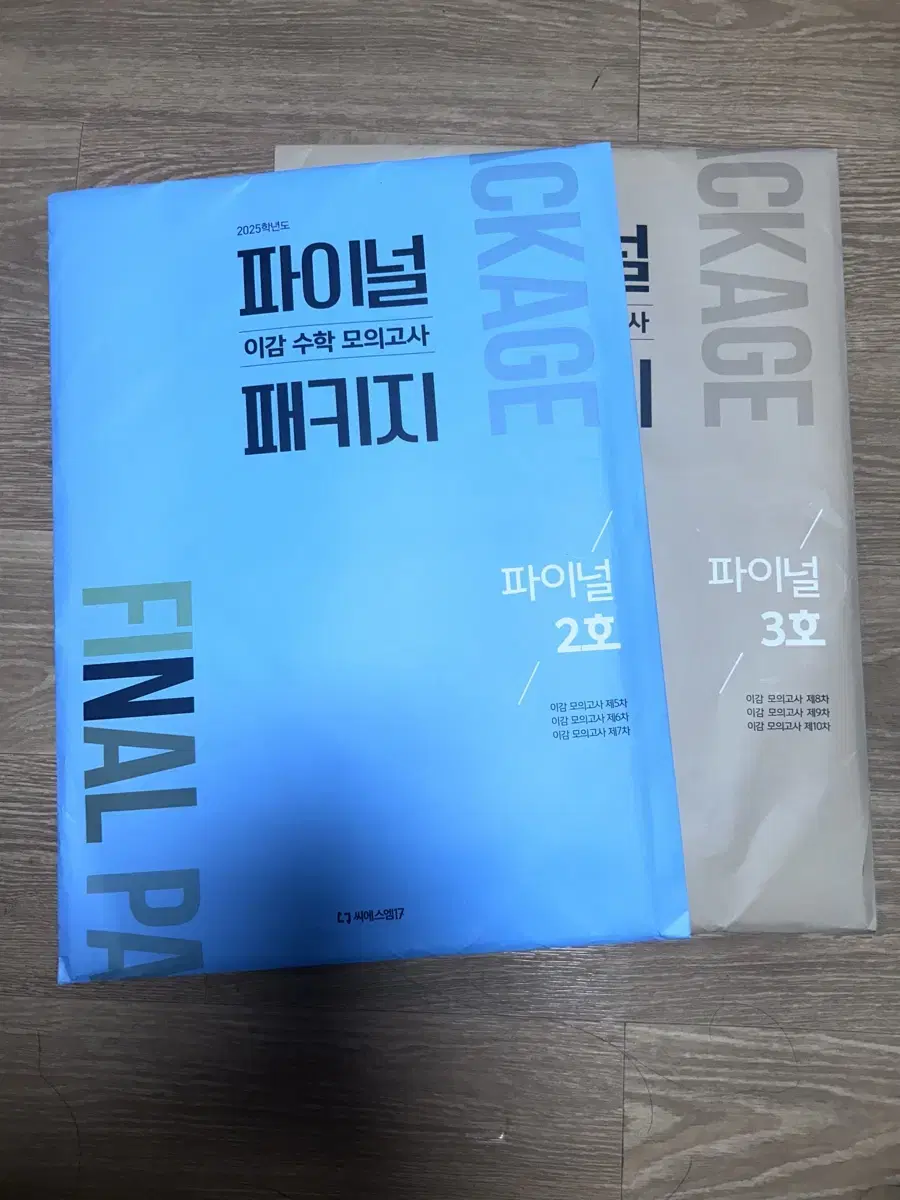 2025학년도
파이널
이감 수학 모의고사
패키지
CKAGE
FINAL PA
파이널
2호
이감 모의고사 제5차
이감 모의고사 제6차
이감 모의고사 제7차
씨에스엠17
널
사
CKAGE
파이널
3호
이감 모의고사 제8차
이감 모의고사 제9차
이감 모의고사 제10차